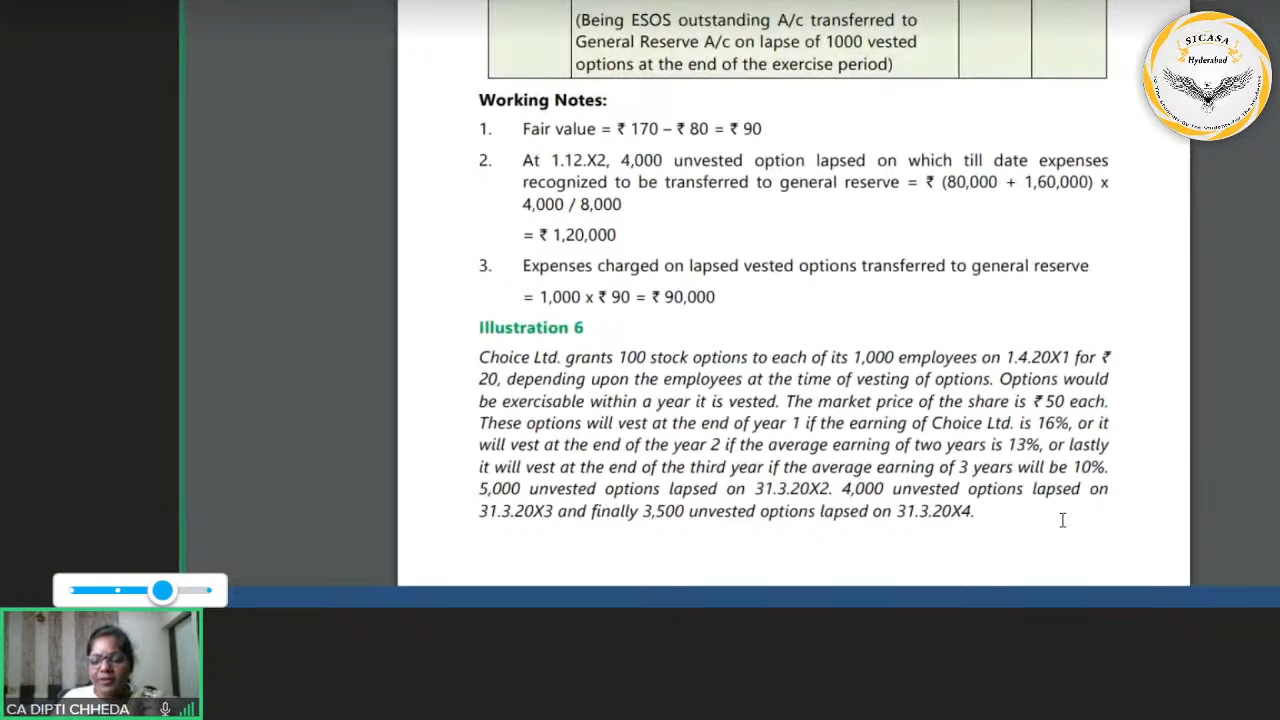 (Being ESOS outstanding A/c transferred to
General Reserve A/c on lapse of 1000 vested
options at the end of the exercise period)
Working Notes:
1. Fair value = ₹ 170 – ₹ 80 = ₹ 90
2. At 1.12.X2, 4,000 unvested option lapsed on which till date expenses
recognized to be transferred to general reserve = ₹ (80,000 + 1,60,000) x
4,000 / 8,000
= ₹ 1,20,000
3. Expenses charged on lapsed vested options transferred to general reserve
= 1,000 x ₹ 90 = ₹ 90,000
Illustration 6
Choice Ltd. grants 100 stock options to each of its 1,000 employees on 1.4.20X1 for ₹
20, depending upon the employees at the time of vesting of options. Options would
be exercisable within a year it is vested. The market price of the share is ₹ 50 each.
These options will vest at the end of year 1 if the earning of Choice Ltd. is 16%, or it
will vest at the end of the year 2 if the average earning of two years is 13%, or lastly
it will vest at the end of the third year if the average earning of 3 years will be 10%.
5,000 unvested options lapsed on 31.3.20X2. 4,000 unvested options lapsed on
31.3.20X3 and finally 3,500 unvested options lapsed on 31.3.20X4.
SICASA
Hyderabad
CA DIPTI CHHEDA